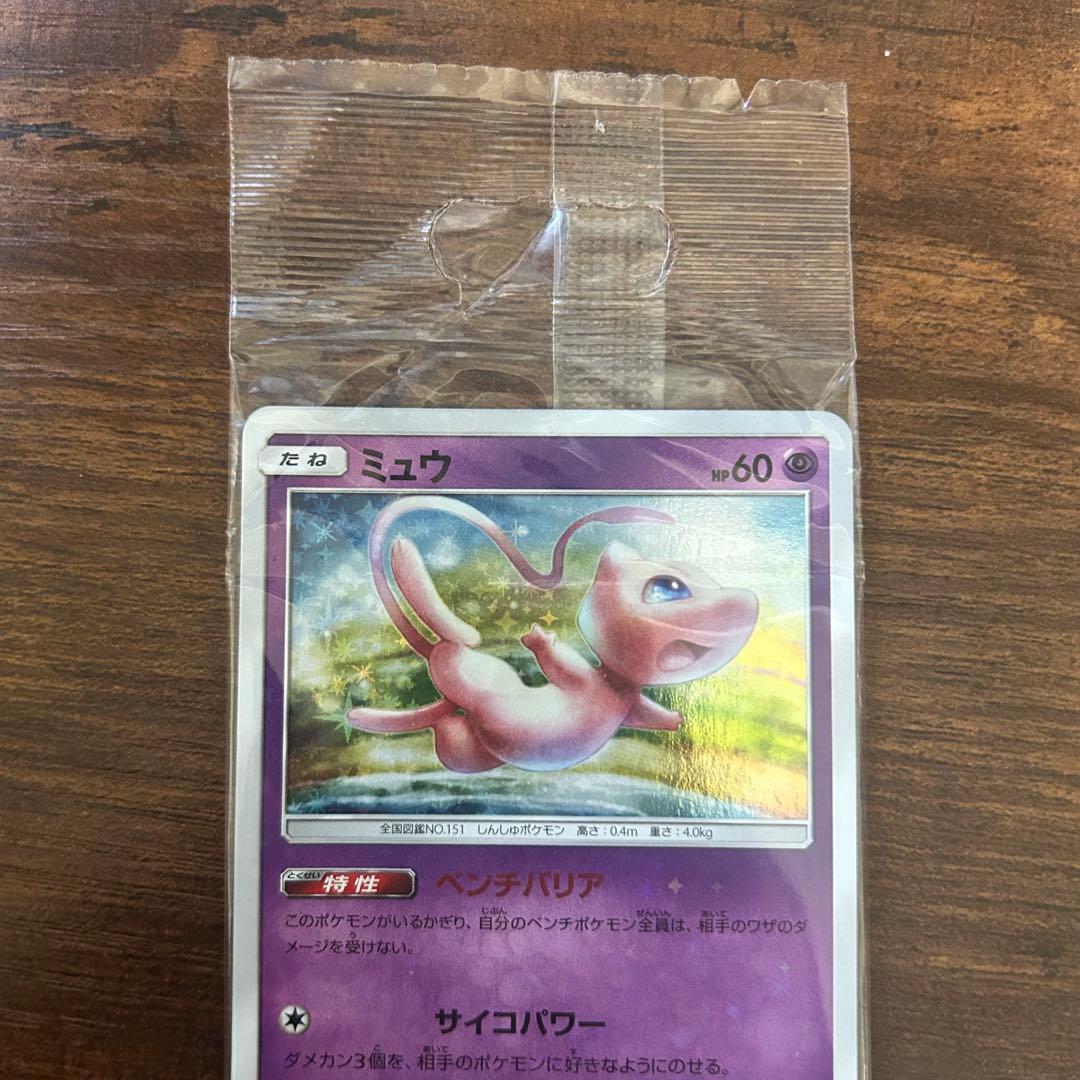 たね ミュウ HP60
全国図鑑NO.151 しんしゅポケモン 高さ:0.4m 重さ:4.0kg
とくせい 特性 ベンチバリア
このポケモンがいるかぎり、自分のベンチポケモン全員は、相手のワザのダ
メージを受けない。
サイコパワー
ダメカン3個を、相手のポケモンに好きなようにのせる。